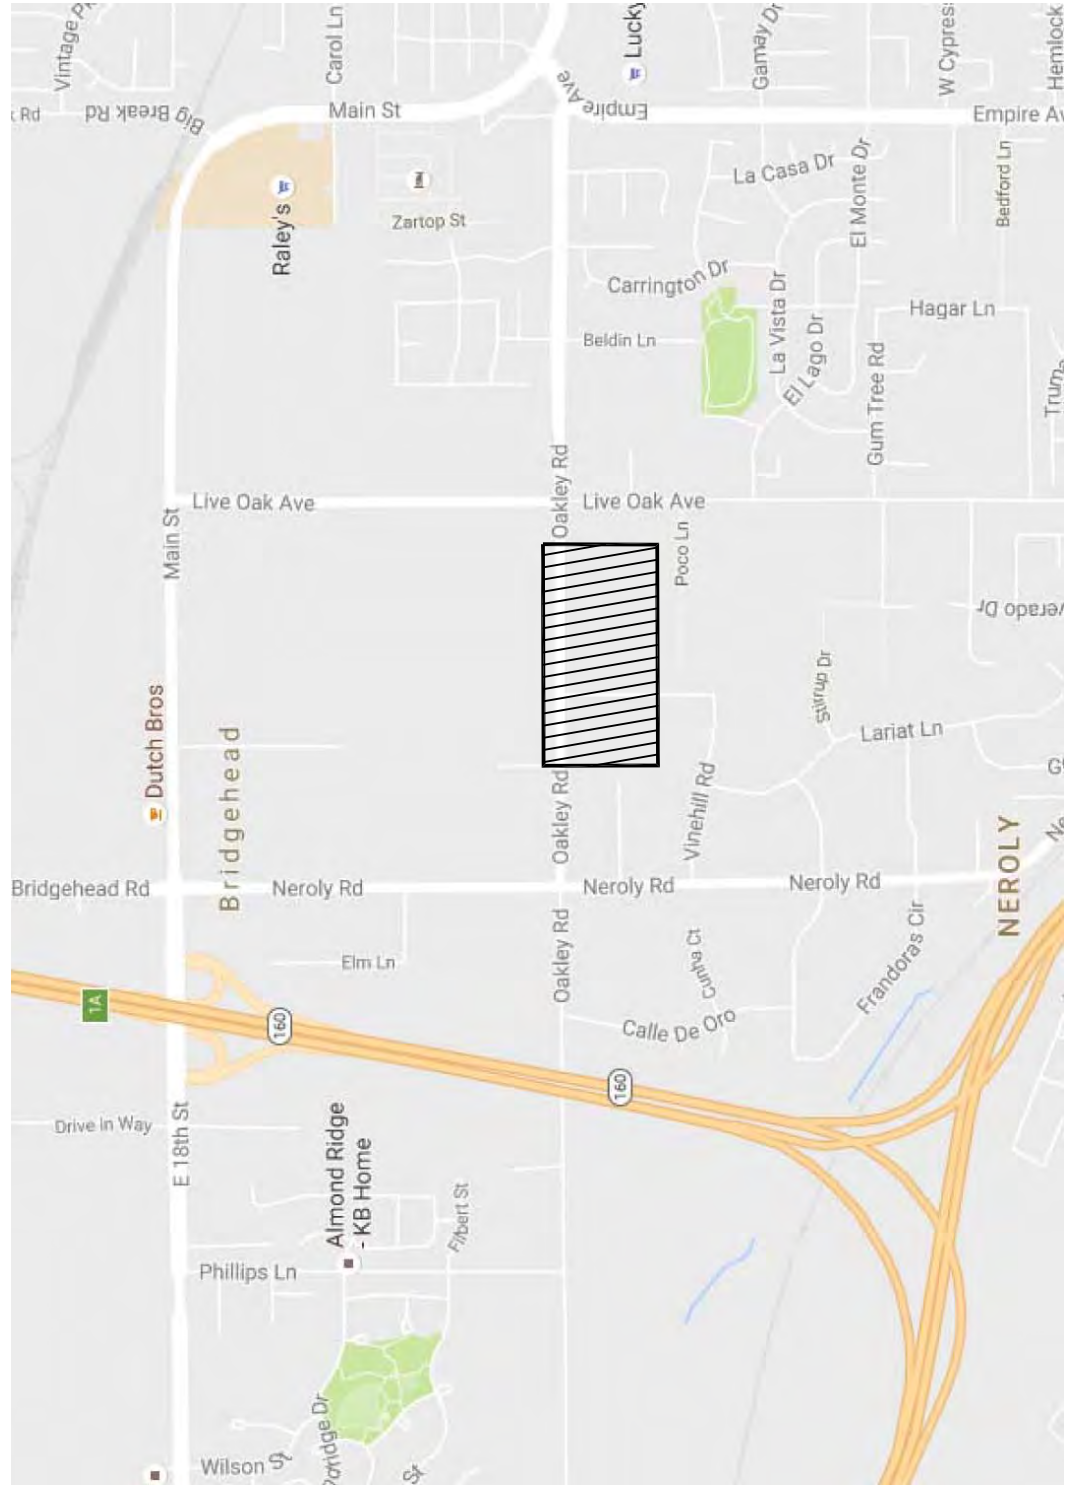 Vintage
Carol Ln
Lucky
Gamay Dr
W Cypress
Hemlock
Rd
Big Break Rd
Main St
Empire Ave
Empire Av
La Casa Dr
El Monte Dr
Bedford Ln
Raley's
Zartop St
Carrington Dr
La Vista Dr
Hagar Ln
Beldin Ln
El Lago Dr
Gum Tree Rd
Oakley Rd
Live Oak Ave
Live Oak Ave
Main St
Poco Ln
verado Dr
Stirrup Dr
Lariat Ln
Dutch Bros
Bridgehead
Oakley Rd
Vinehill Rd
NEROLY
Bridgehead Rd
Neroly Rd
Neroly Rd
Neroly Rd
Oakley Rd
Cunha Ct
Frandoras Cir
Elm Ln
1A
160
Calle De Oro
160
Drive In Way
E 18th St
Almond Ridge
- KB Home
Filbert St
Phillips Ln
Wilson St
St